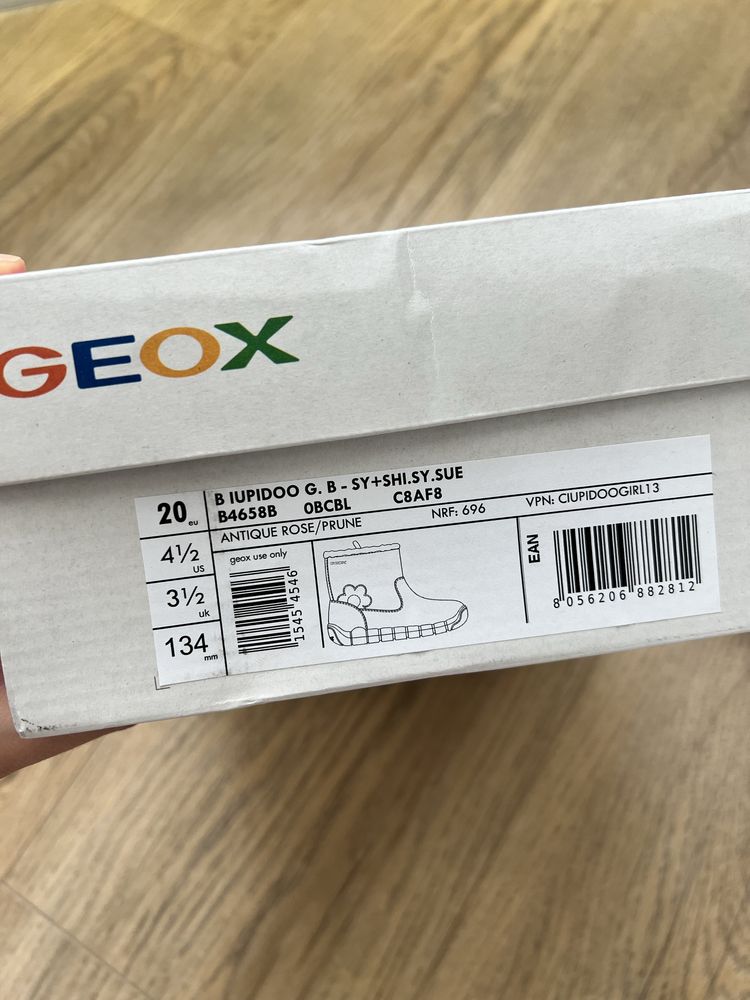 GEOX
20 eu
4½ US
3½ uk
134 mm
B IUPIDOO G. B - SY+SHI.SY.SUE
B4658B 0BCBL C8AF8
ANTIQUE ROSE/PRUNE NRF: 696 VPN: CIUPIDOOGIRL13
geox use only
1545 4546
EAN
8 056206 882812